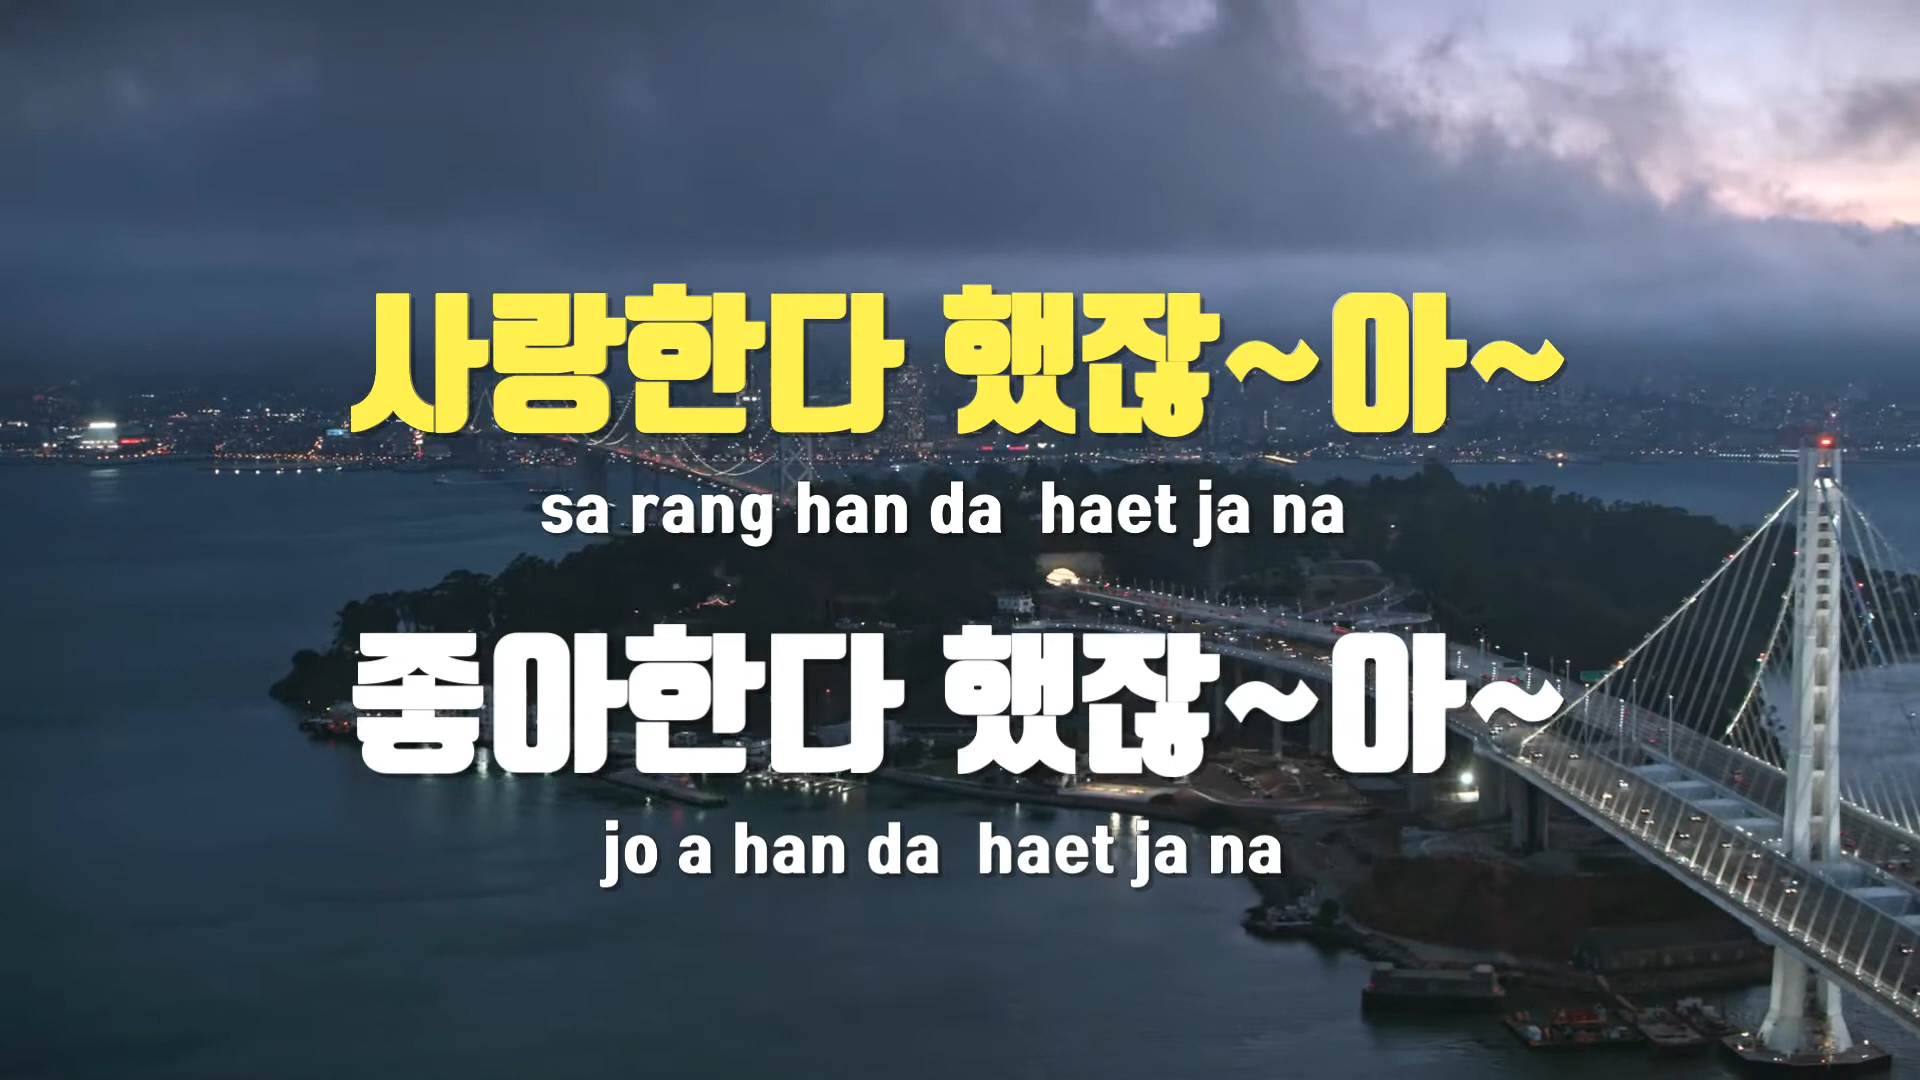 사랑한다 했잖~아~
sa rang han da  haet ja na
좋아한다 했잖~아~
jo a han da  haet ja na